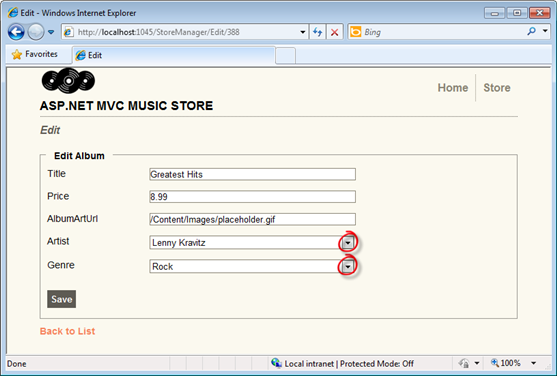 Edit - Windows Internet Explorer
http://localhost:1045/StoreManager/Edit/388
Bing
Favorites
Edit
Home
Store
ASP.NET MVC MUSIC STORE
Edit
Edit Album
Title
Greatest Hits
Price
8.99
AlbumArtUrl
/Content/Images/placeholder.gif
Artist
Lenny Kravitz
Genre
Rock
Save
Back to List
Done
Local intranet | Protected Mode: Off
100%